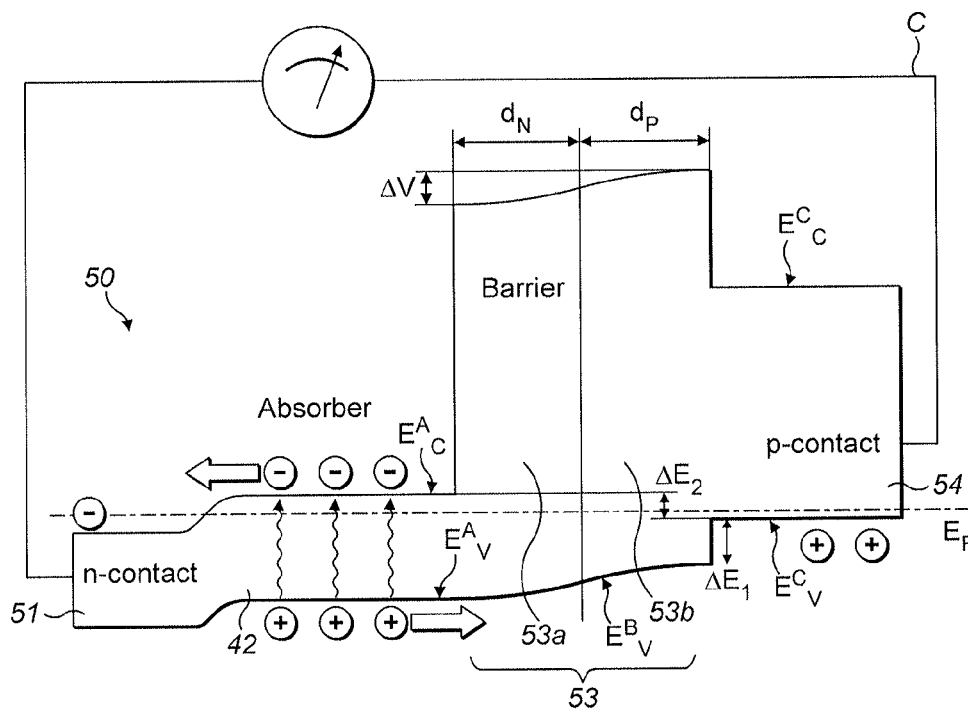 C
d_N
d_P
ΔV
E^C_C
50
Barrier
Absorber
E^A_C
p-contact
− − −
ΔE_2
54
−
E^A_V
E_F
n-contact
+ +
ΔE_1
E^C_V
51
42
53a
53b
+ + +
E^B_V
53